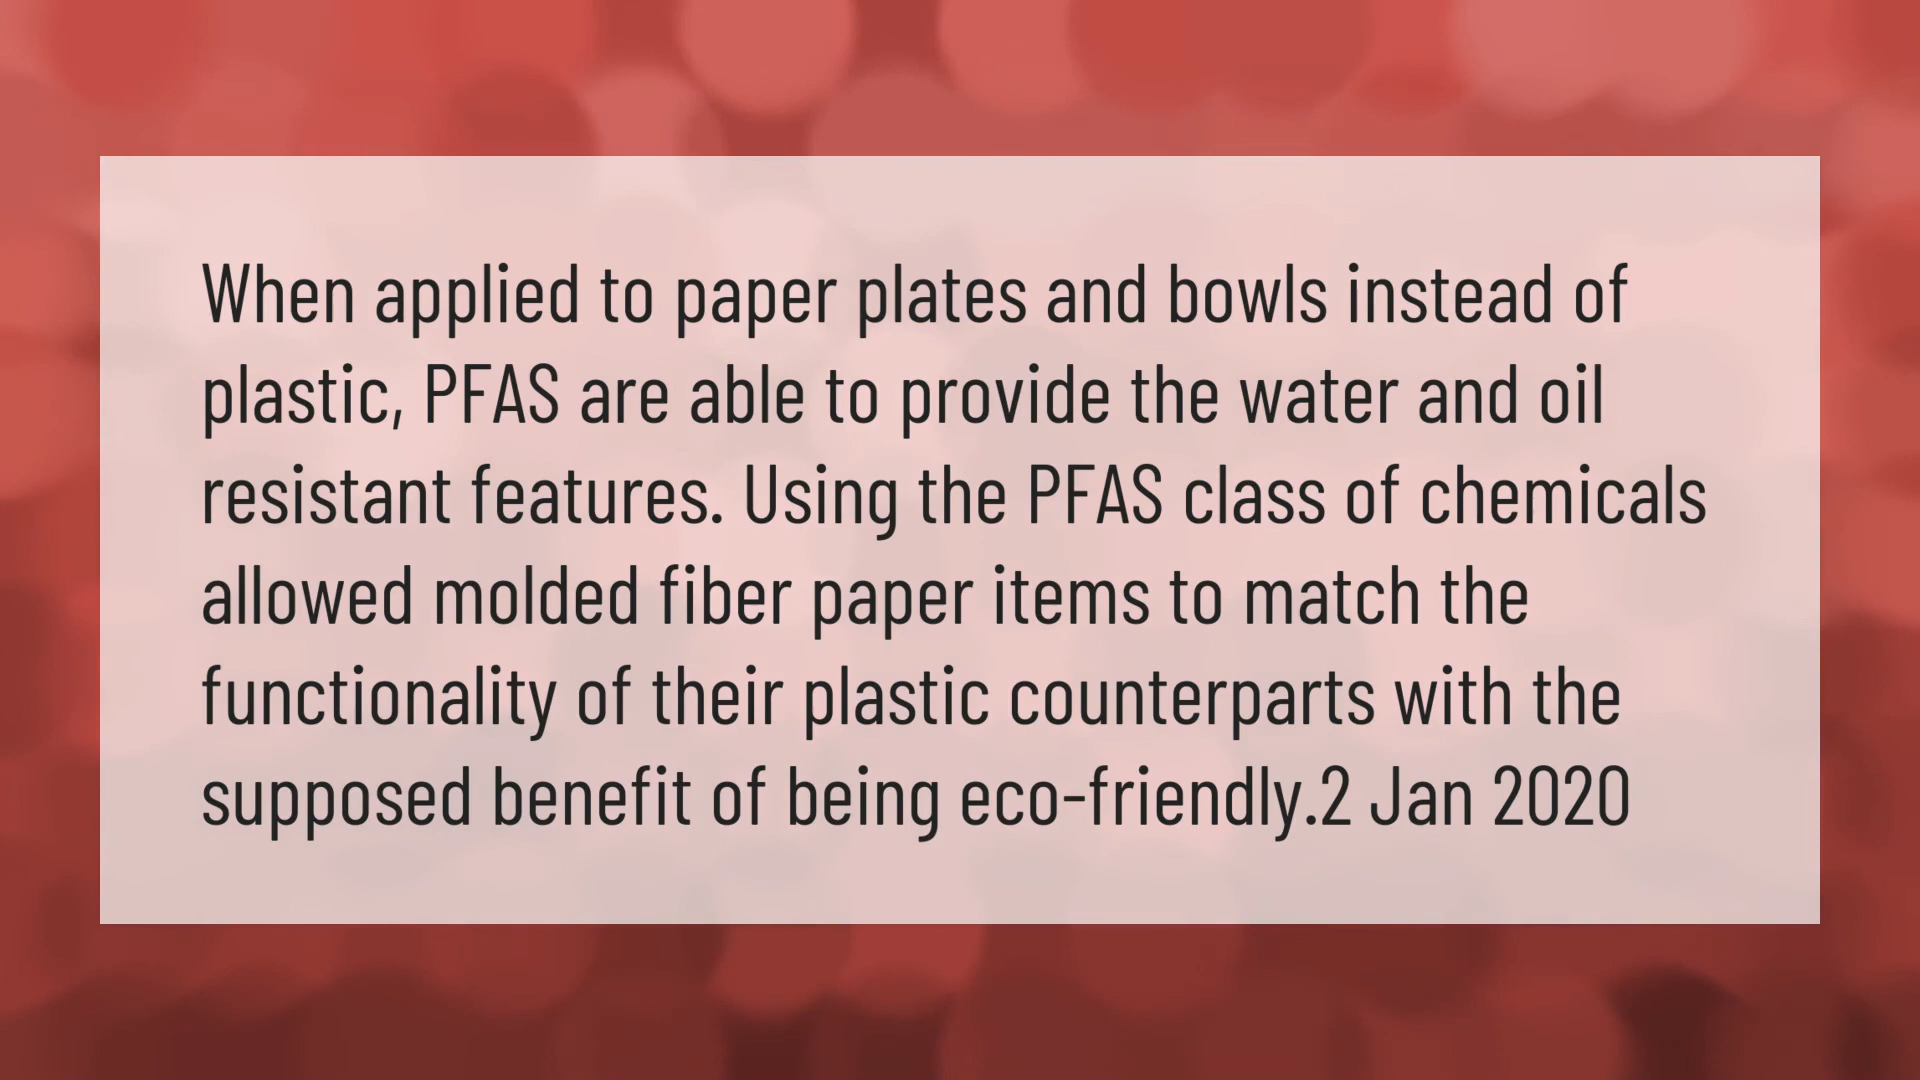 When applied to paper plates and bowls instead of
plastic, PFAS are able to provide the water and oil
resistant features. Using the PFAS class of chemicals
allowed molded fiber paper items to match the
functionality of their plastic counterparts with the
supposed benefit of being eco-friendly.2 Jan 2020